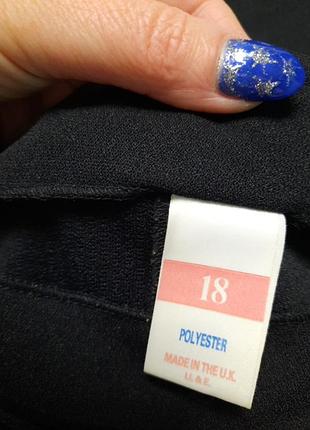 18
POLYESTER
MADE IN THE U.K.
U. & E.